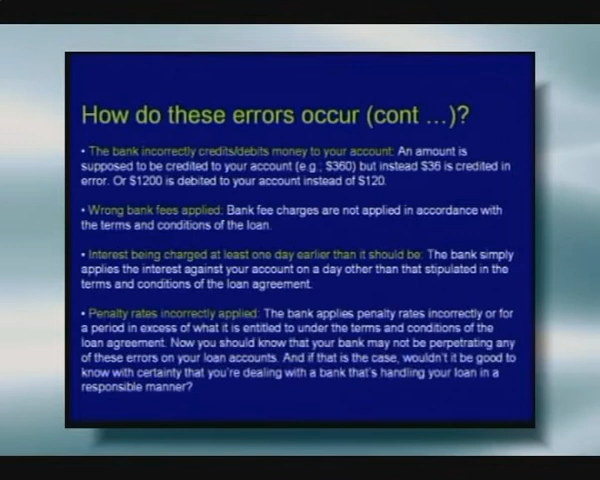 How do these errors occur (cont …)?
• The bank incorrectly credits/debits money to your account: An amount is
supposed to be credited to your account (e.g.; $360) but instead $36 is credited in
error. Or $1200 is debited to your account instead of $120.
• Wrong bank fees applied: Bank fee charges are not applied in accordance with
the terms and conditions of the loan.
• Interest being charged at least one day earlier than it should be: The bank simply
applies the interest against your account on a day other than that stipulated in the
terms and conditions of the loan agreement.
• Penalty rates incorrectly applied: The bank applies penalty rates incorrectly or for
a period in excess of what it is entitled to under the terms and conditions of the
loan agreement. Now you should know that your bank may not be perpetrating any
of these errors on your loan accounts. And if that is the case, wouldn't it be good to
know with certainty that you're dealing with a bank that's handling your loan in a
responsible manner?